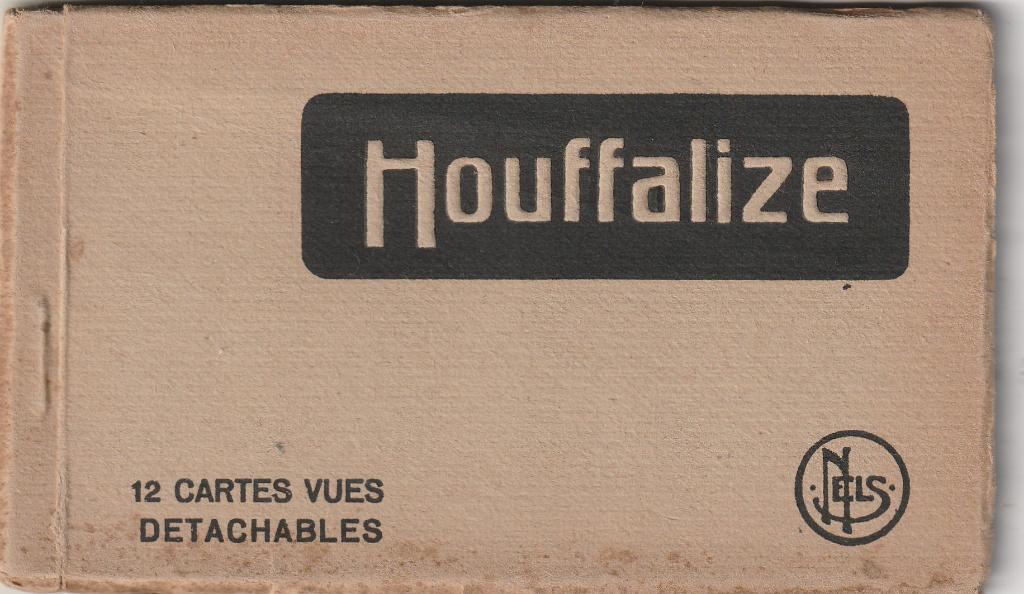 Houffalize
12 CARTES VUES
DETACHABLES
NELS